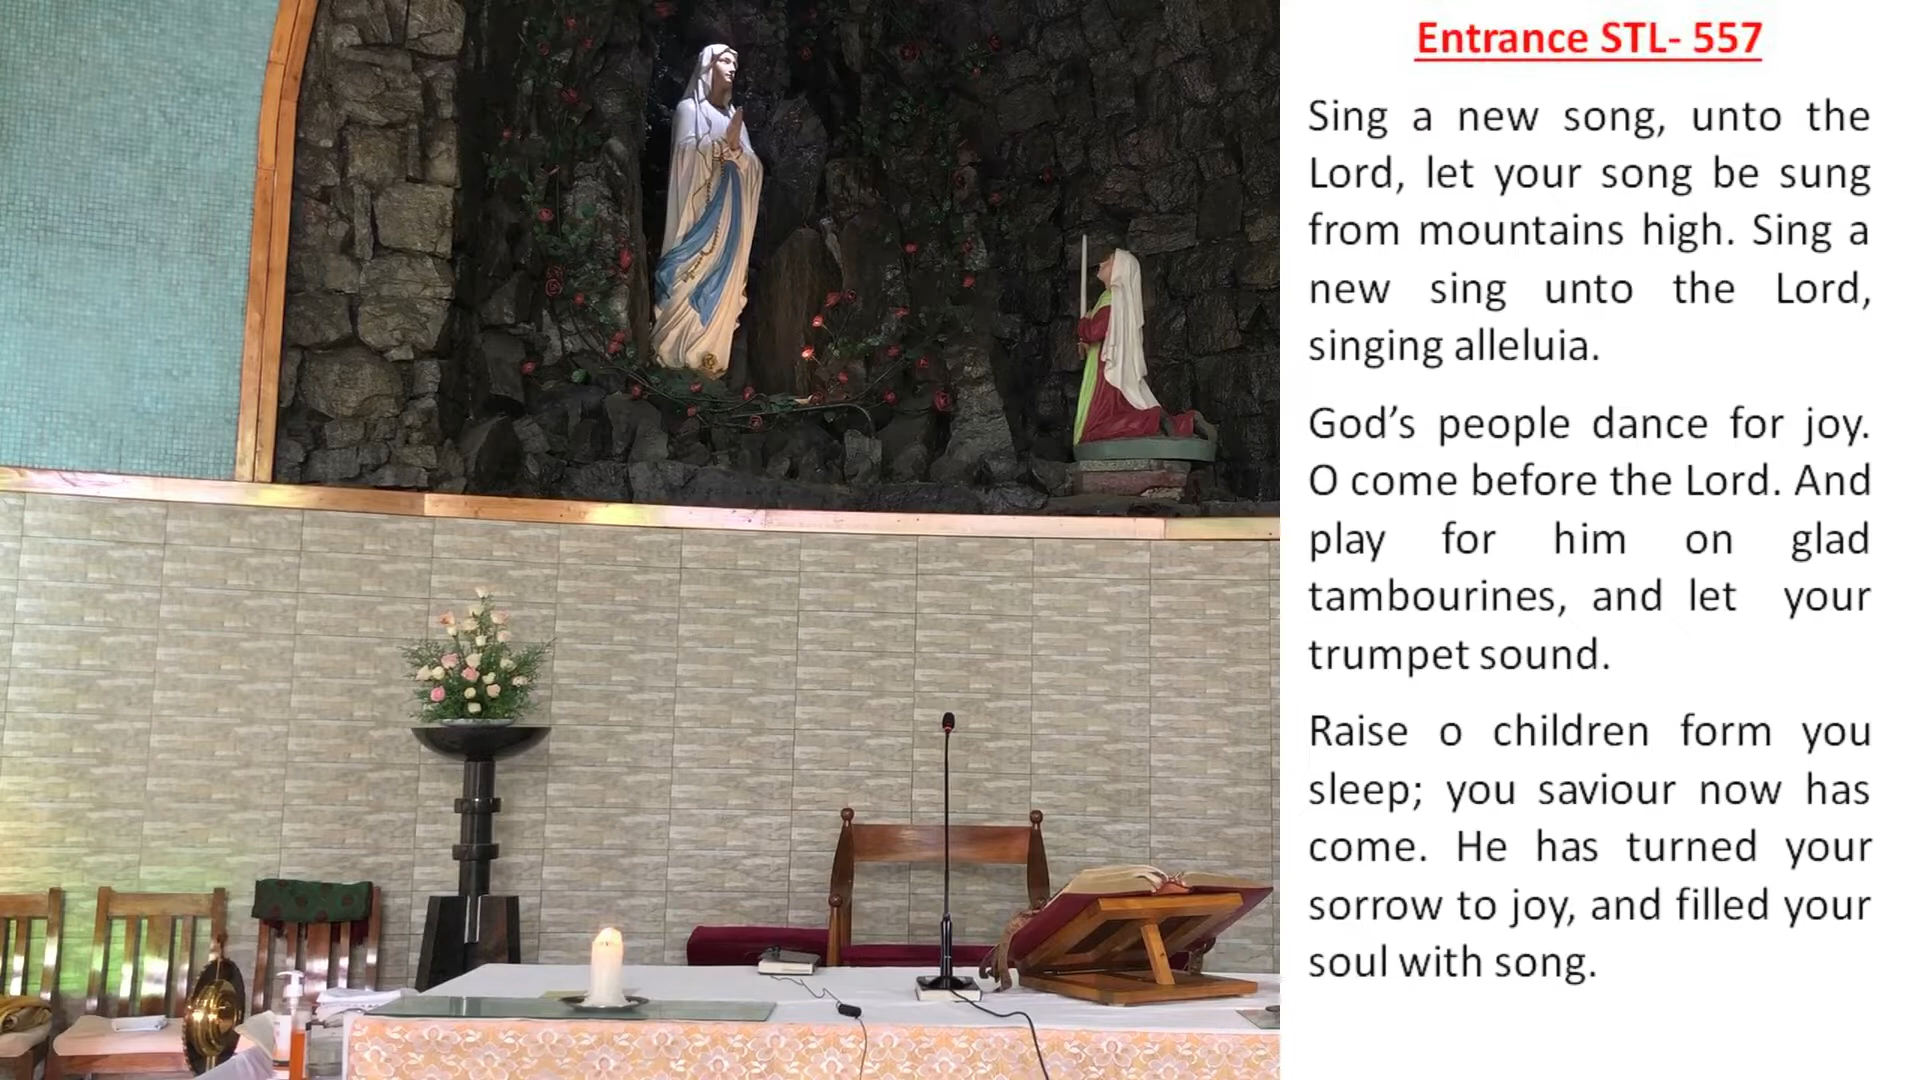 Entrance STL- 557
Sing a new song, unto the
Lord, let your song be sung
from mountains high. Sing a
new sing unto the Lord,
singing alleluia.
God’s people dance for joy.
O come before the Lord. And
play for him on glad
tambourines, and let your
trumpet sound.
Raise o children form you
sleep; you saviour now has
come. He has turned your
sorrow to joy, and filled your
soul with song.